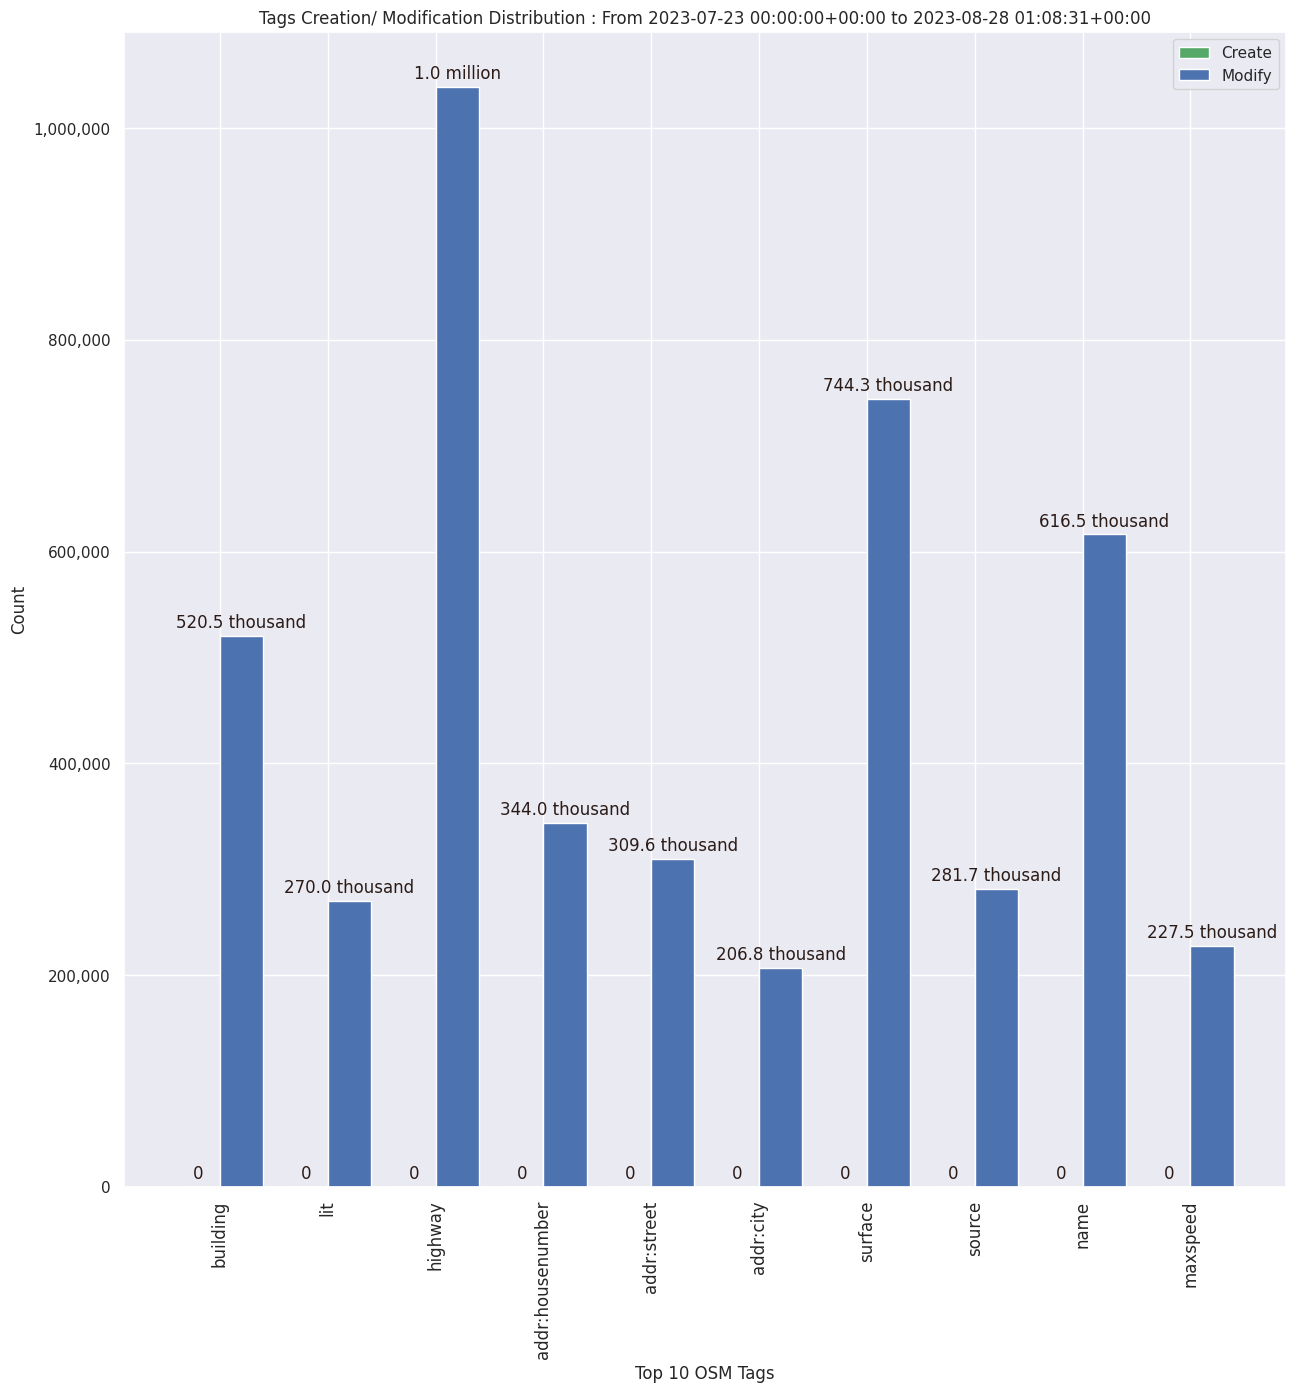 Tags Creation/ Modification Distribution : From 2023-07-23 00:00:00+00:00 to 2023-08-28 01:08:31+00:00
Create
Modify
1.0 million
1,000,000
800,000
744.3 thousand
616.5 thousand
600,000
520.5 thousand
400,000
344.0 thousand
309.6 thousand
281.7 thousand
270.0 thousand
227.5 thousand
206.8 thousand
200,000
0 0 0 0 0 0 0 0 0 0
0
Count
building
lit
highway
addr:housenumber
addr:street
addr:city
surface
source
name
maxspeed
Top 10 OSM Tags